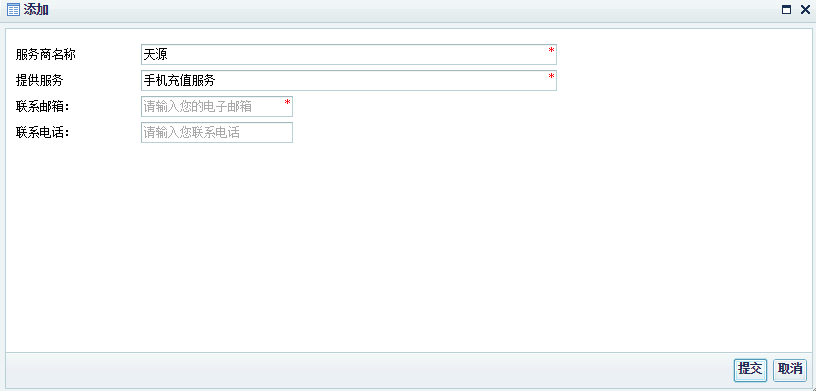 添加
服务商名称 天源 *
提供服务 手机充值服务 *
联系邮箱: 请输入您的电子邮箱 *
联系电话: 请输入您联系电话
提交 取消